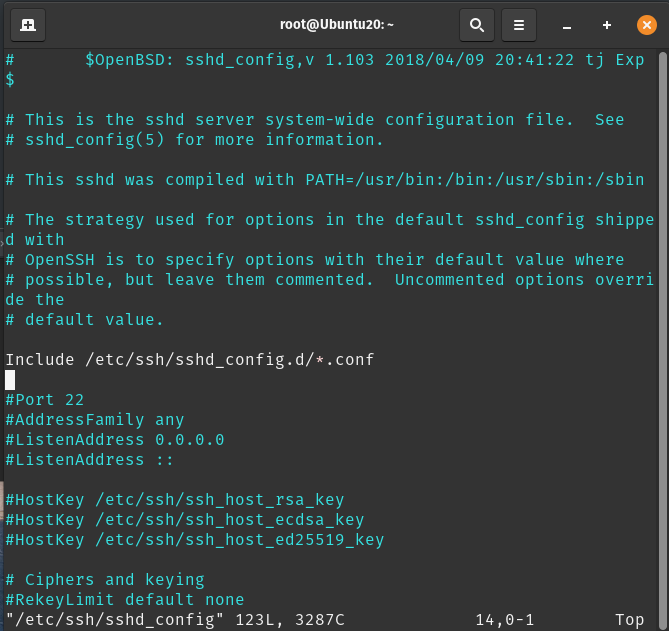 root@Ubuntu20: ~
#       $OpenBSD: sshd_config,v 1.103 2018/04/09 20:41:22 tj Exp
$
# This is the sshd server system-wide configuration file.  See
# sshd_config(5) for more information.
# This sshd was compiled with PATH=/usr/bin:/bin:/usr/sbin:/sbin
# The strategy used for options in the default sshd_config shippe
d with
# OpenSSH is to specify options with their default value where
# possible, but leave them commented.  Uncommented options overri
de the
# default value.
Include /etc/ssh/sshd_config.d/*.conf
#Port 22
#AddressFamily any
#ListenAddress 0.0.0.0
#ListenAddress ::
#HostKey /etc/ssh/ssh_host_rsa_key
#HostKey /etc/ssh/ssh_host_ecdsa_key
#HostKey /etc/ssh/ssh_host_ed25519_key
# Ciphers and keying
#RekeyLimit default none
"/etc/ssh/sshd_config" 123L, 3287C             14,0-1        Top